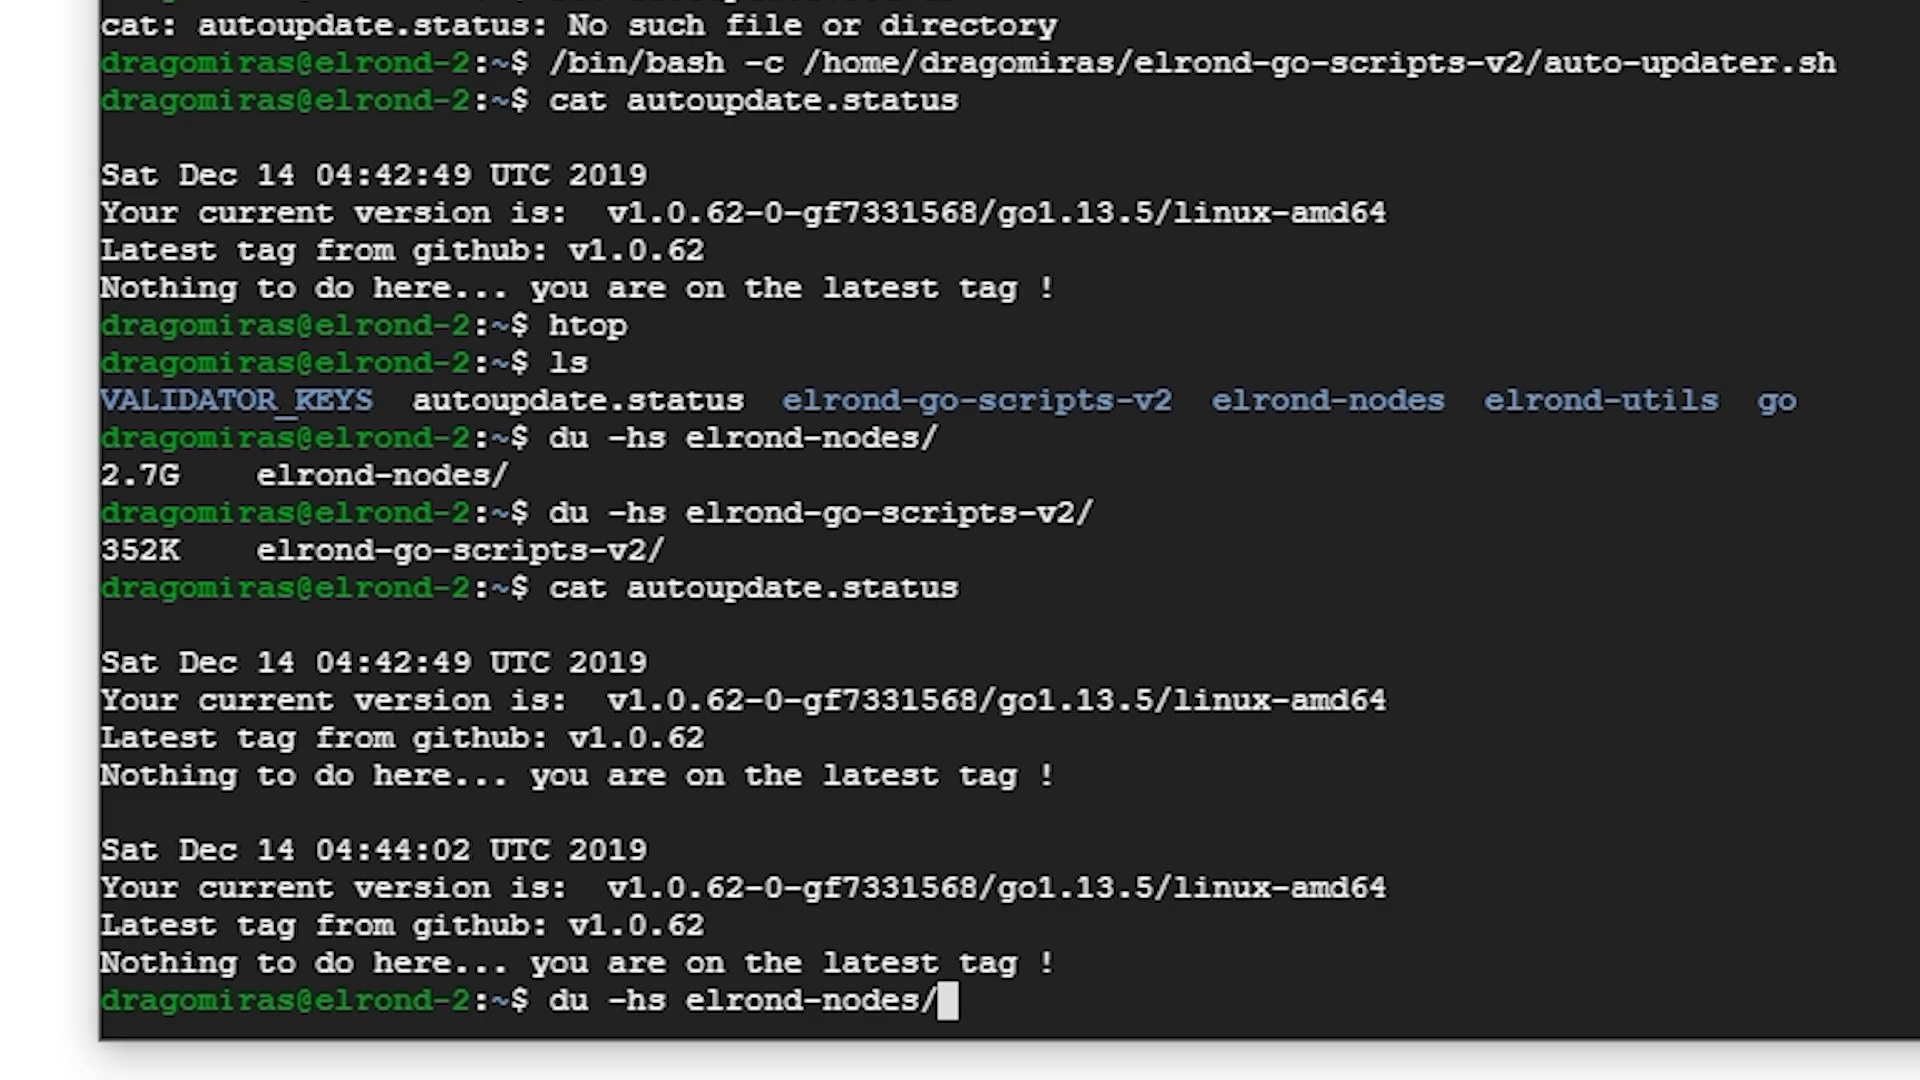 cat: autoupdate.status: No such file or directory
dragomiras@elrond-2:~$ /bin/bash -c /home/dragomiras/elrond-go-scripts-v2/auto-updater.sh
dragomiras@elrond-2:~$ cat autoupdate.status
Sat Dec 14 04:42:49 UTC 2019
Your current version is:  v1.0.62-0-gf7331568/go1.13.5/linux-amd64
Latest tag from github: v1.0.62
Nothing to do here... you are on the latest tag !
dragomiras@elrond-2:~$ htop
dragomiras@elrond-2:~$ ls
VALIDATOR_KEYS  autoupdate.status  elrond-go-scripts-v2  elrond-nodes  elrond-utils  go
dragomiras@elrond-2:~$ du -hs elrond-nodes/
2.7G    elrond-nodes/
dragomiras@elrond-2:~$ du -hs elrond-go-scripts-v2/
352K    elrond-go-scripts-v2/
dragomiras@elrond-2:~$ cat autoupdate.status
Sat Dec 14 04:42:49 UTC 2019
Your current version is:  v1.0.62-0-gf7331568/go1.13.5/linux-amd64
Latest tag from github: v1.0.62
Nothing to do here... you are on the latest tag !
Sat Dec 14 04:44:02 UTC 2019
Your current version is:  v1.0.62-0-gf7331568/go1.13.5/linux-amd64
Latest tag from github: v1.0.62
Nothing to do here... you are on the latest tag !
dragomiras@elrond-2:~$ du -hs elrond-nodes/